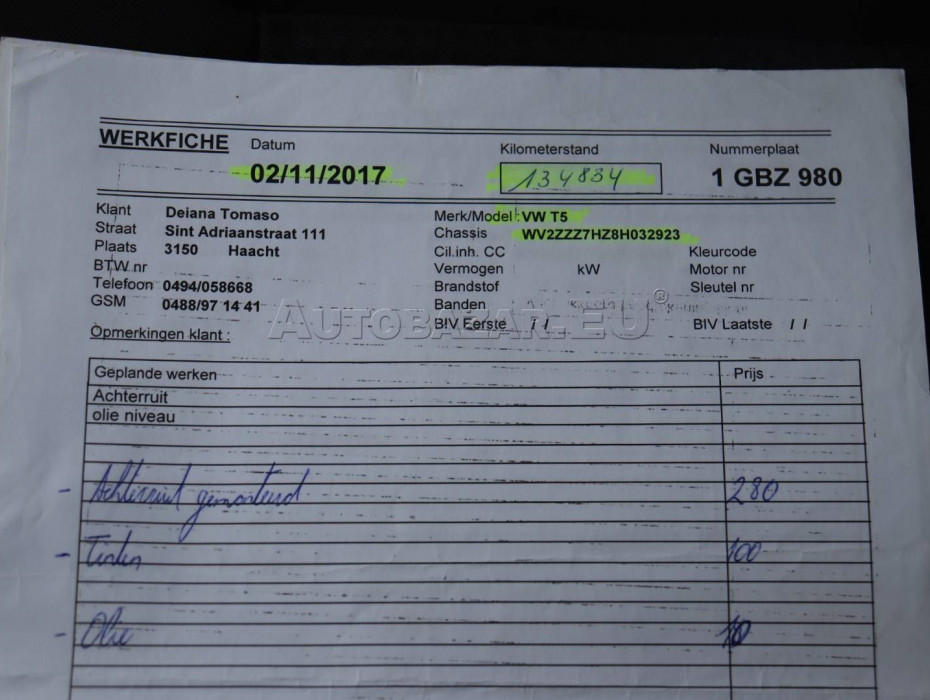 WERKFICHE Datum Kilometerstand Nummerplaat
02/11/2017 134834 1 GBZ 980
Klant Deiana Tomaso Merk/Model : VW T5
Straat Sint Adriaanstraat 111 Chassis WV2ZZZ7HZ8H032923
Plaats 3150 Haacht Cil.inh. CC Kleurcode
BTW nr Vermogen kW Motor nr
Telefoon 0494/058668 Brandstof Sleutel nr
GSM 0488/97 14 41 Banden
AUTOBAZAR.EU®
Opmerkingen klant : BIV Eerste / / BIV Laatste / /
Geplande werken Prijs
Achterruit
olie niveau
- Achterruit gemonteerd 280
- Tinten 100
- Olie